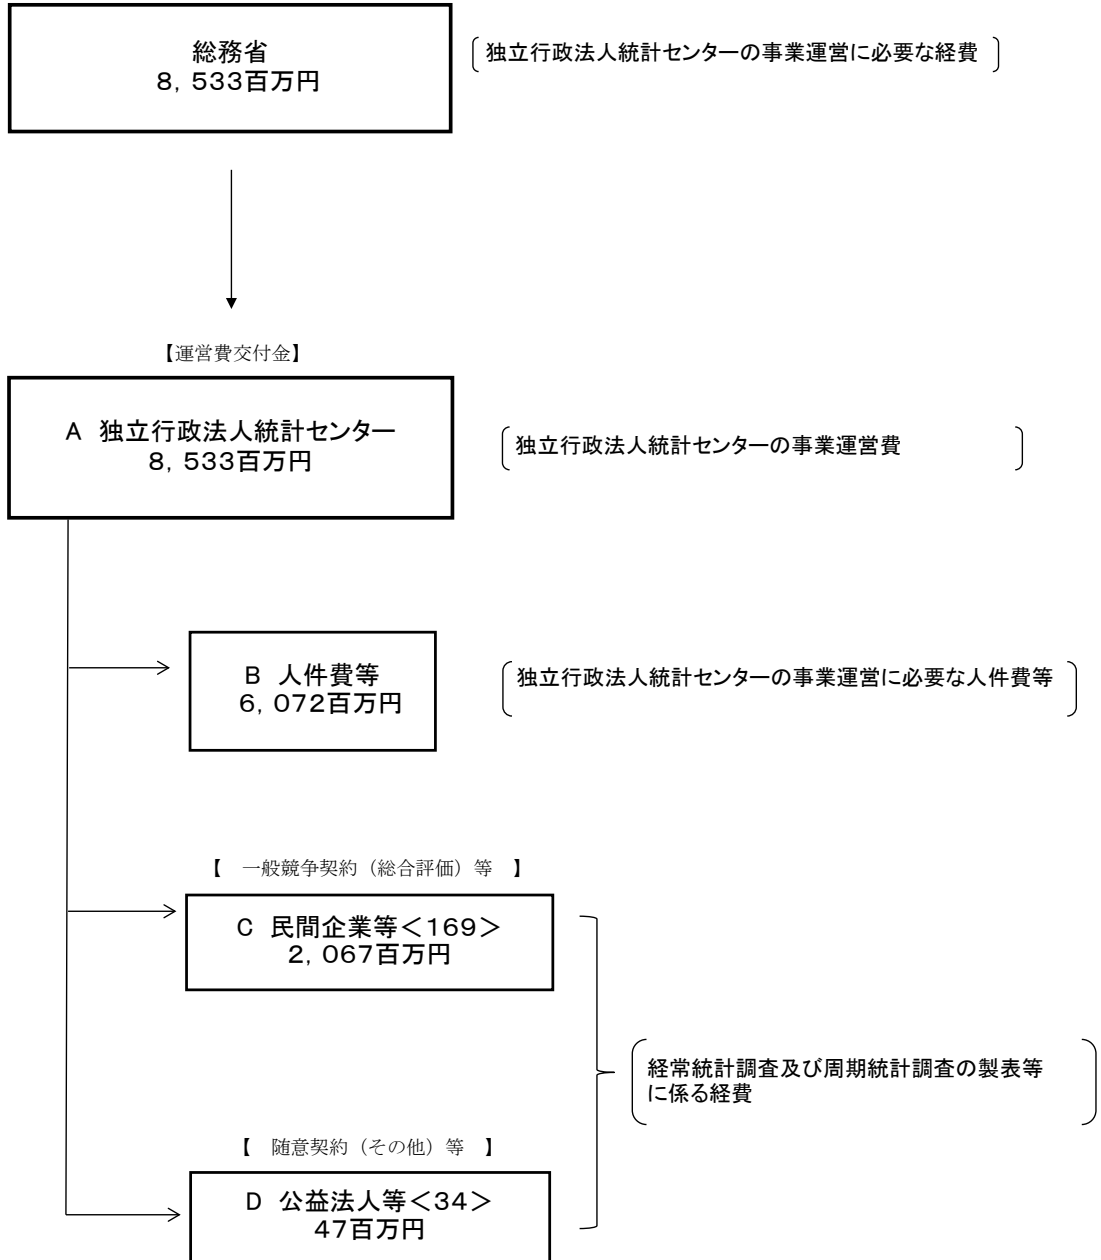 総務省
8,533百万円
独立行政法人統計センターの事業運営に必要な経費
【運営費交付金】
A 独立行政法人統計センター
8,533百万円
独立行政法人統計センターの事業運営費
B 人件費等
6,072百万円
独立行政法人統計センターの事業運営に必要な人件費等
【 一般競争契約(総合評価)等 】
C 民間企業等<169>
2,067百万円
経常統計調査及び周期統計調査の製表等
に係る経費
【 随意契約(その他)等 】
D 公益法人等<34>
47百万円